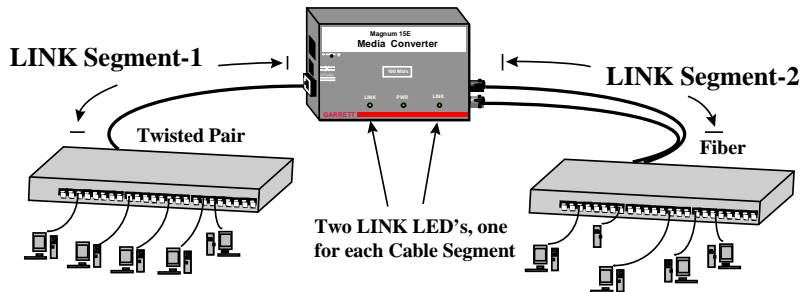 Magnum 15E
Media Converter
100 Mb/s
LINK PWR LINK
GARRETT
LINK Segment-1
LINK Segment-2
Twisted Pair
Fiber
Two LINK LED's, one
for each Cable Segment